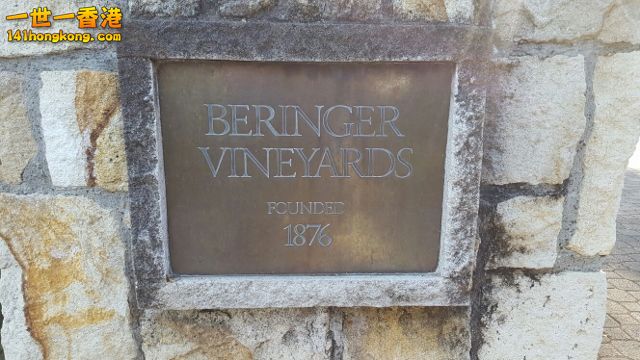 一世一香港
141hongkong.com
BERINGER
VINEYARDS
FOUNDED
1876